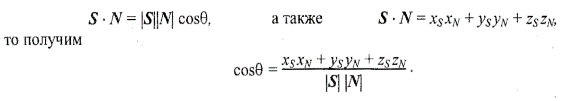 S · N = |S||N| cosθ, а также S · N = x_S x_N + y_S y_N + z_S z_N,
то получим
cosθ = (x_S x_N + y_S y_N + z_S z_N) / (|S| |N|) .